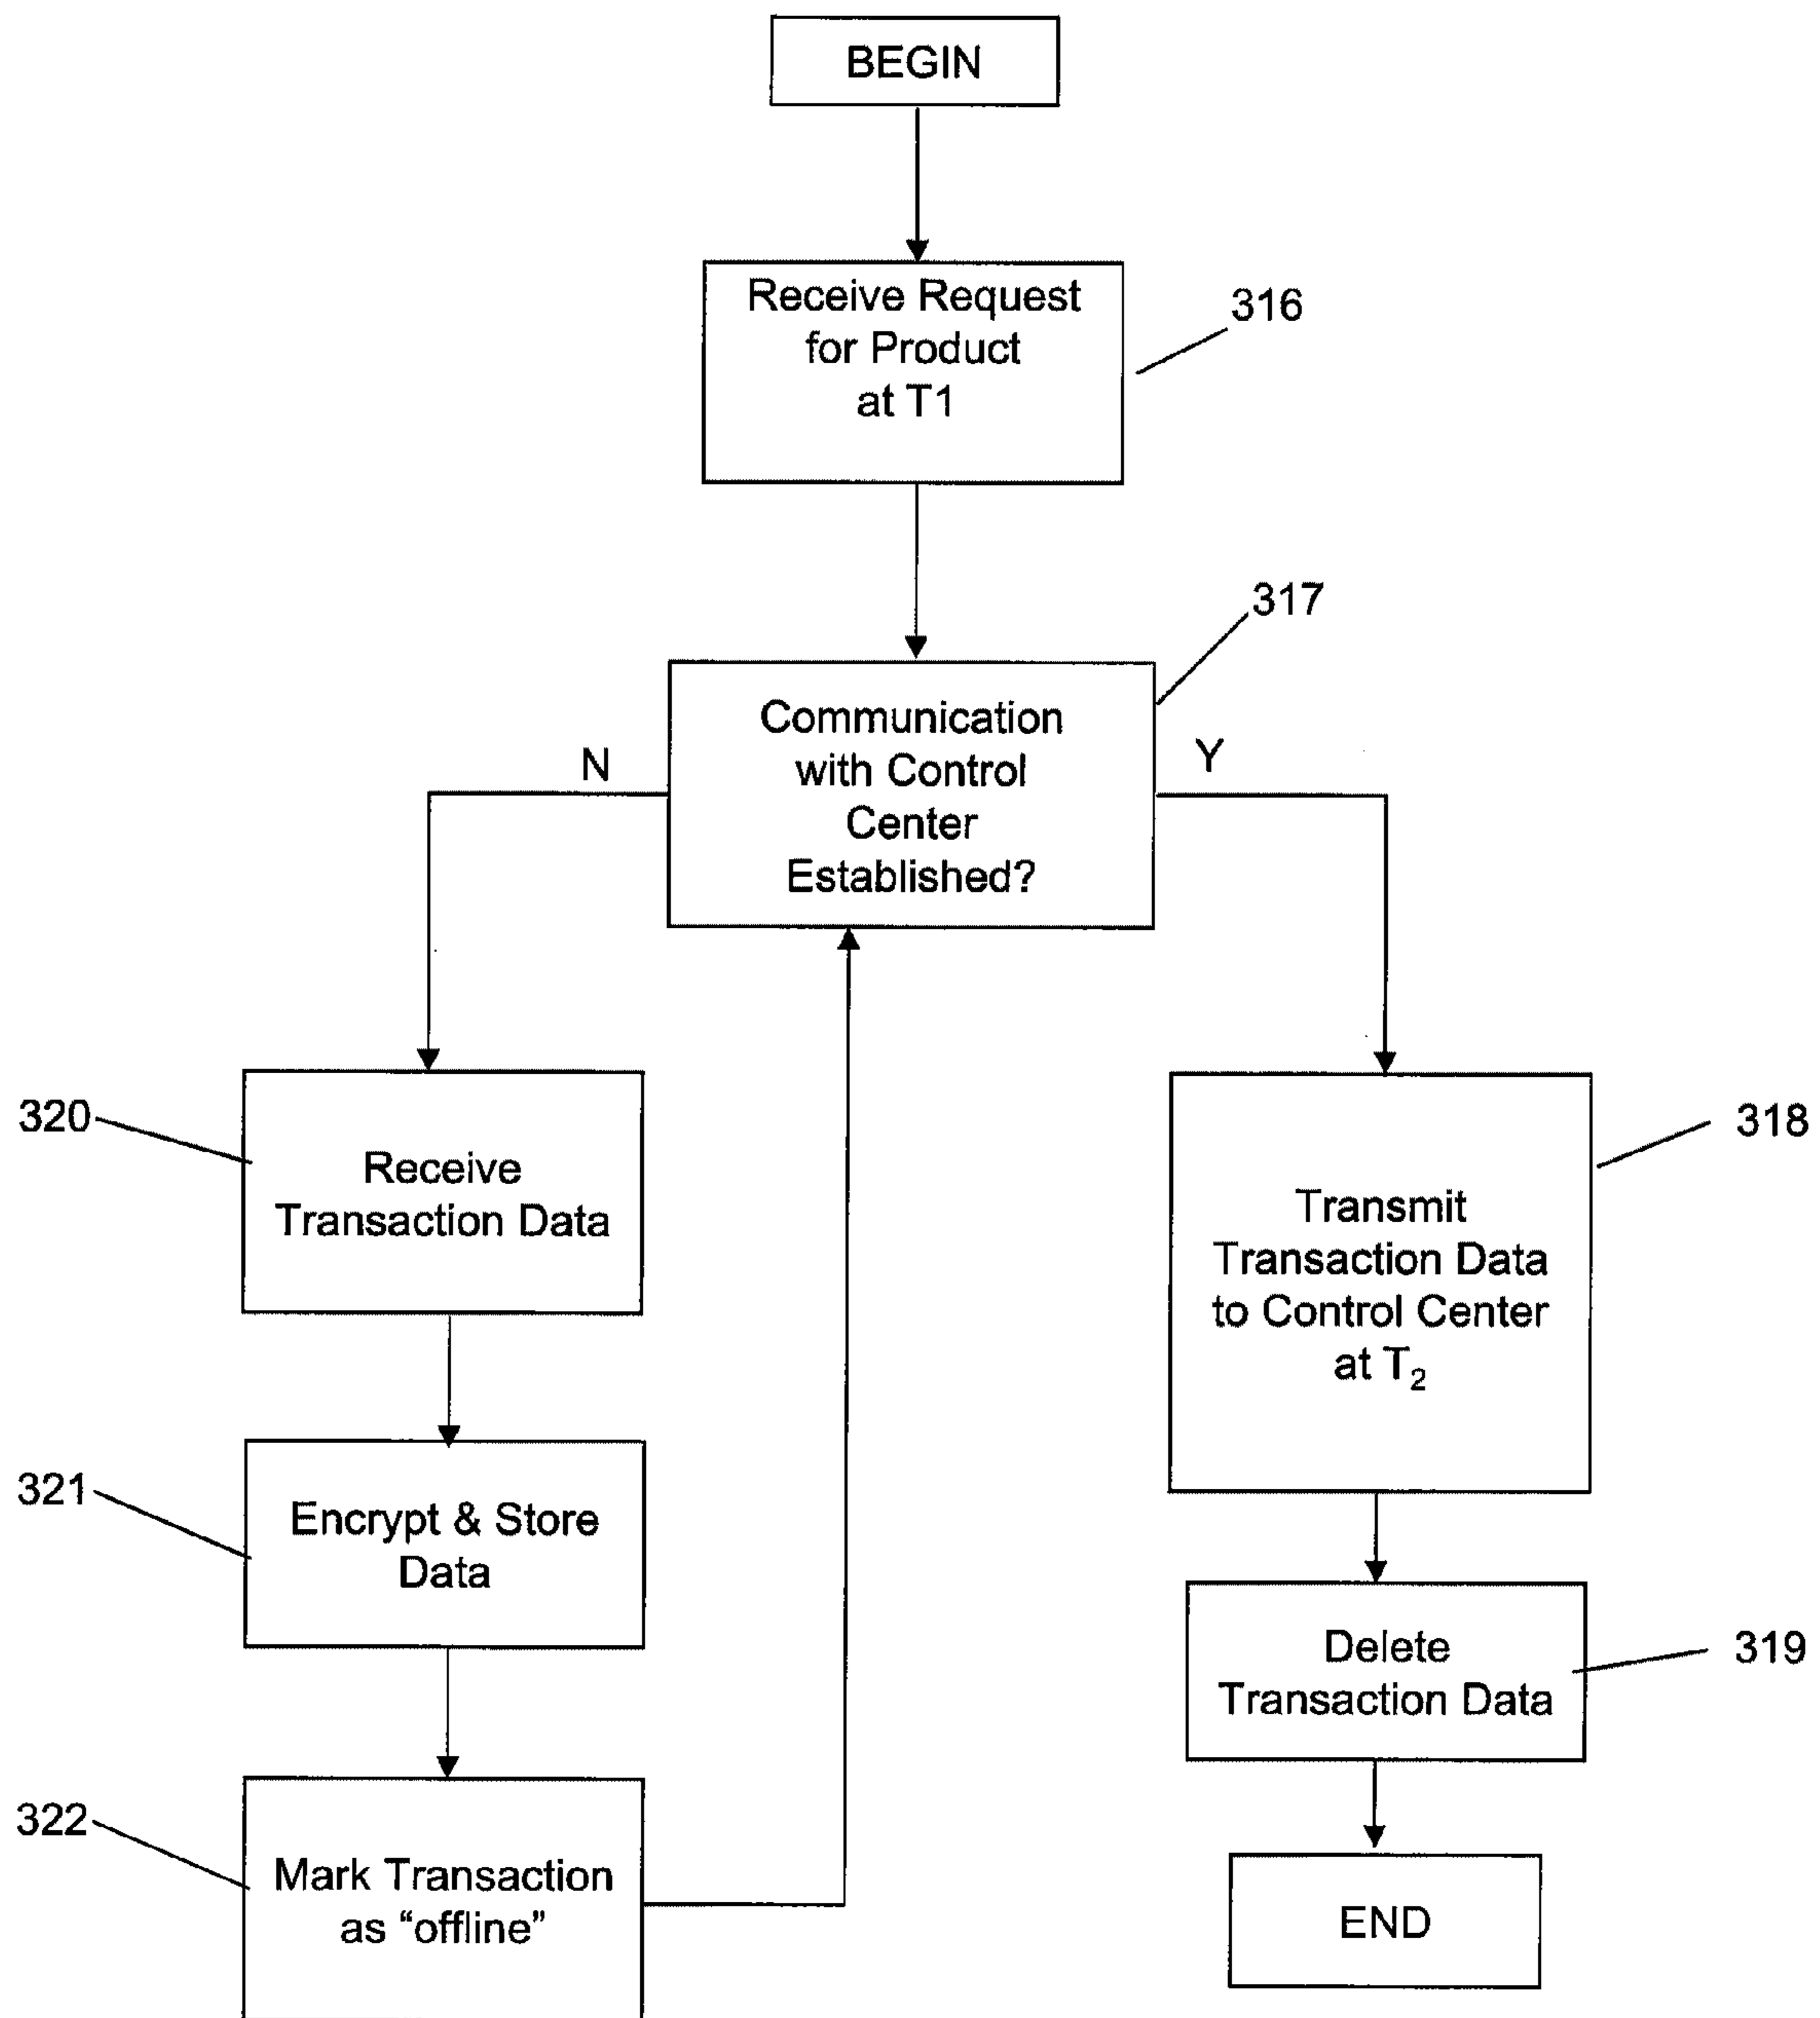 BEGIN
Receive Request
for Product
at T1
316
317
Communication
with Control
Center
Established?
N
Y
320
Receive
Transaction Data
318
Transmit
Transaction Data
to Control Center
at T₂
321
Encrypt & Store
Data
319
Delete
Transaction Data
322
Mark Transaction
as “offline”
END